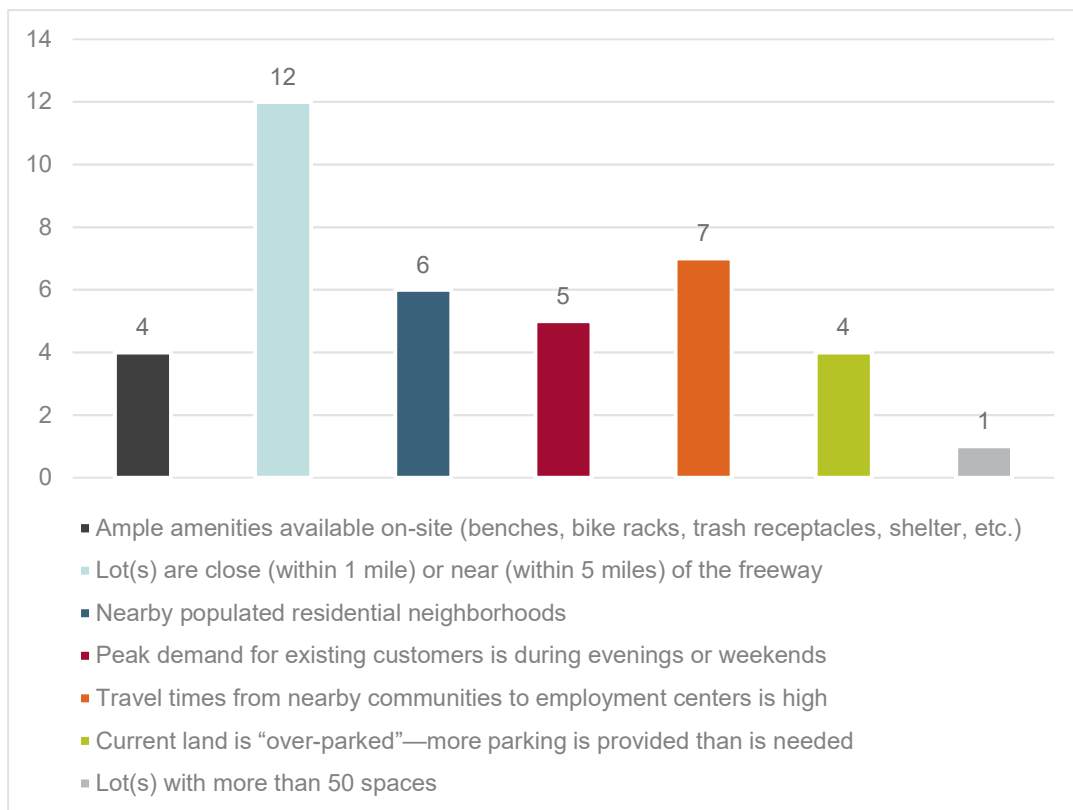 14
12
10
8
6
4
2
0
4
12
6
5
7
4
1
Ample amenities available on-site (benches, bike racks, trash receptacles, shelter, etc.)
Lot(s) are close (within 1 mile) or near (within 5 miles) of the freeway
Nearby populated residential neighborhoods
Peak demand for existing customers is during evenings or weekends
Travel times from nearby communities to employment centers is high
Current land is “over-parked”—more parking is provided than is needed
Lot(s) with more than 50 spaces